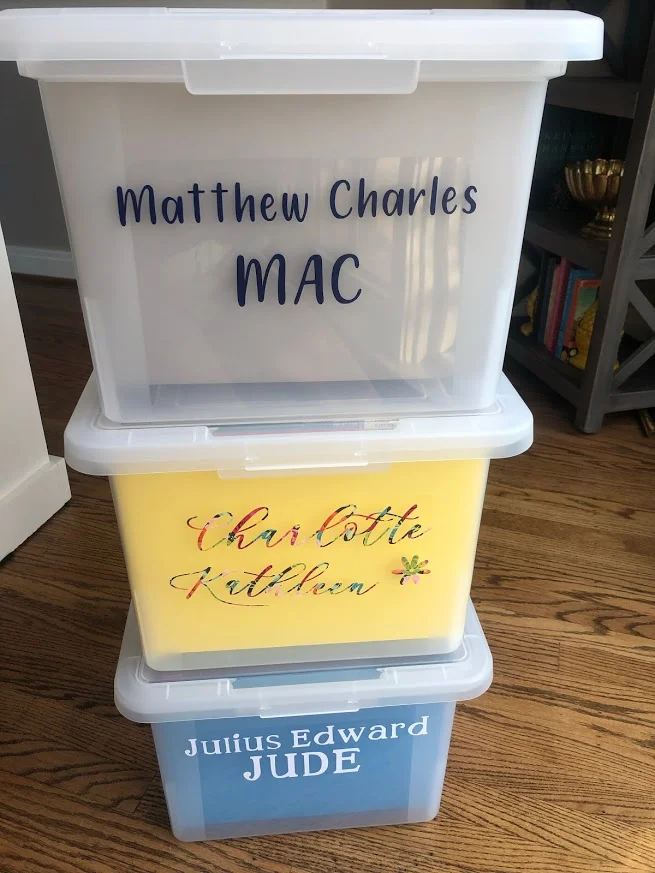 Matthew Charles
MAC
Charlotte
Kathleen
Julius Edward
JUDE